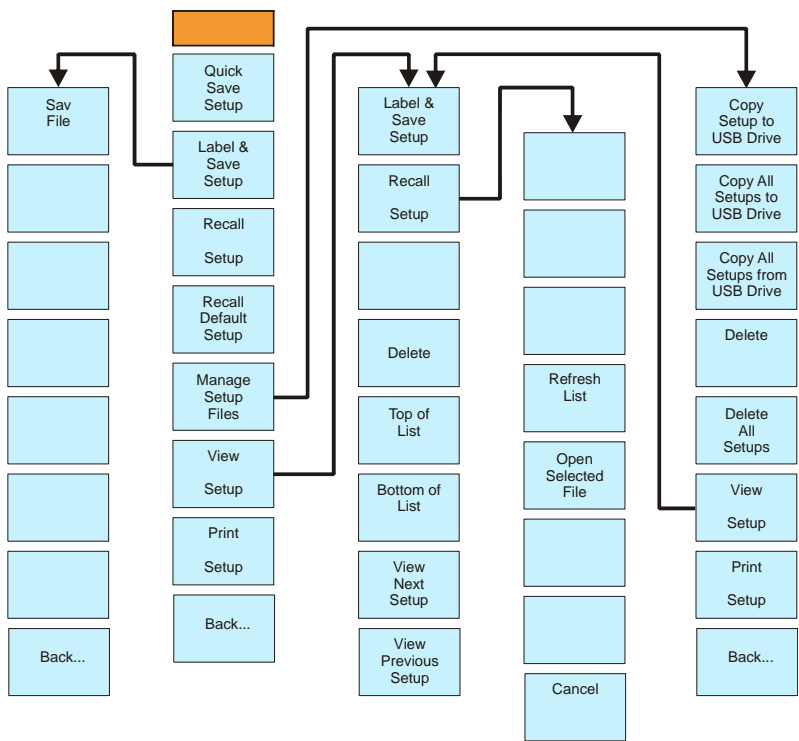 Sav
File
Back...
Quick
Save
Setup
Label &
Save
Setup
Recall
Setup
Recall
Default
Setup
Manage
Setup
Files
View
Setup
Print
Setup
Back...
Label &
Save
Setup
Recall
Setup
Delete
Top of
List
Bottom of
List
View
Next
Setup
View
Previous
Setup
Refresh
List
Open
Selected
File
Cancel
Copy
Setup to
USB Drive
Copy All
Setups to
USB Drive
Copy All
Setups from
USB Drive
Delete
Delete
All
Setups
View
Setup
Print
Setup
Back...